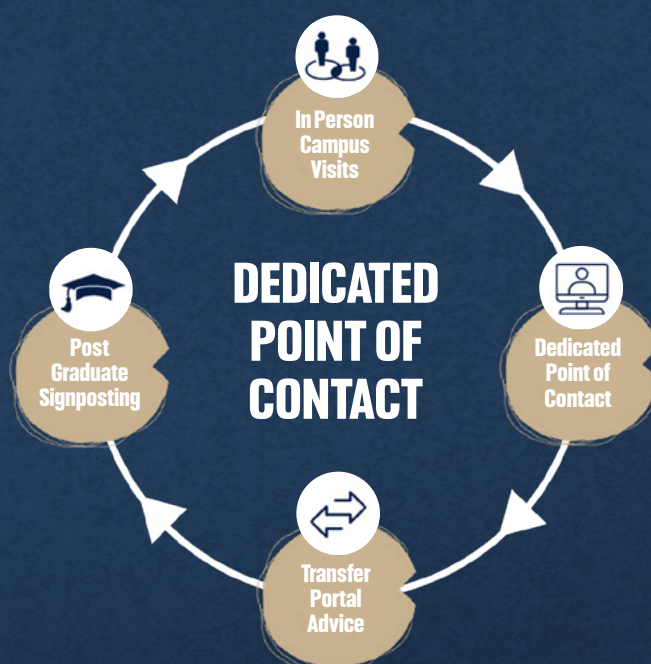 In Person
Campus
Visits
DEDICATED
POINT OF
CONTACT
Post
Graduate
Signposting
Dedicated
Point of
Contact
Transfer
Portal
Advice